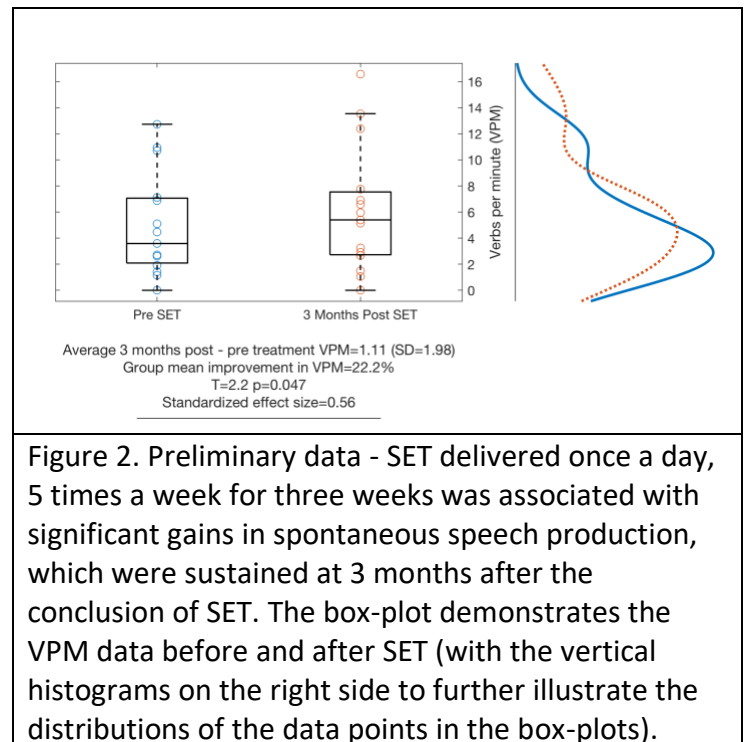 16
14
12
10
8
6
4
2
0
Verbs per minute (VPM)
Pre SET
3 Months Post SET
Average 3 months post - pre treatment VPM=1.11 (SD=1.98)
Group mean improvement in VPM=22.2%
T=2.2 p=0.047
Standardized effect size=0.56
Figure 2. Preliminary data - SET delivered once a day,
5 times a week for three weeks was associated with
significant gains in spontaneous speech production,
which were sustained at 3 months after the
conclusion of SET. The box-plot demonstrates the
VPM data before and after SET (with the vertical
histograms on the right side to further illustrate the
distributions of the data points in the box-plots).